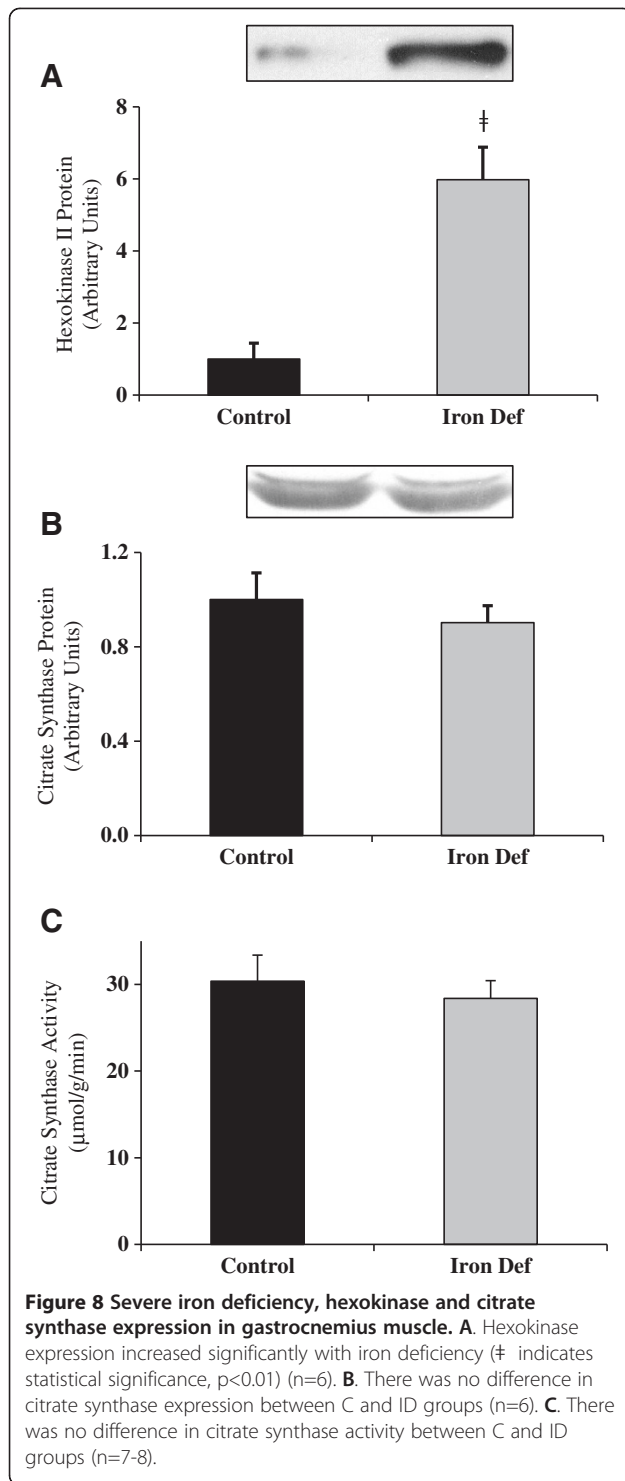 A
Hexokinase II Protein
(Arbitrary Units)
8
6
4
2
0
ǂ
Control
Iron Def
B
Citrate Synthase Protein
(Arbitrary Units)
1.2
0.8
0.4
0.0
Control
Iron Def
C
Citrate Synthase Activity
(µmol/g/min)
30
20
10
0
Control
Iron Def
Figure 8 Severe iron deficiency, hexokinase and citrate
synthase expression in gastrocnemius muscle. A. Hexokinase
expression increased significantly with iron deficiency (ǂ indicates
statistical significance, p<0.01) (n=6). B. There was no difference in
citrate synthase expression between C and ID groups (n=6). C. There
was no difference in citrate synthase activity between C and ID
groups (n=7-8).